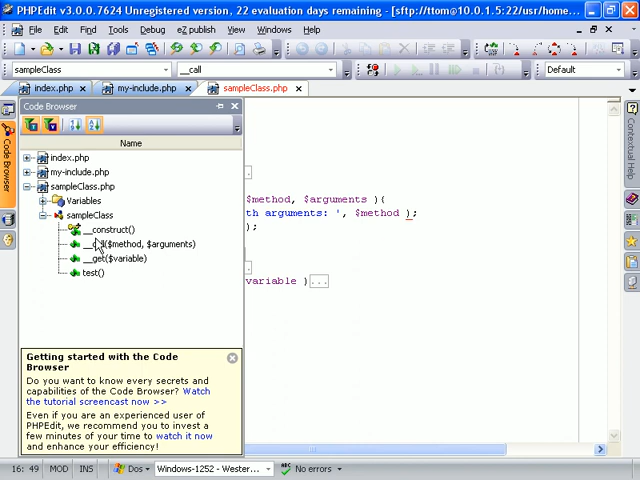 PHPEdit v3.0.0.7624 Unregistered version, 22 evaluation days remaining - [sftp://ttom@10.0.1.5:22/usr/home...
File Edit Find Tools Debug eZ publish View Windows Help
sampleClass __call Default
index.php my-include.php sampleClass.php
Code Browser
Name
index.php
my-include.php
sampleClass.php
Variables
sampleClass
__construct()
($method, $arguments)
__get($variable)
test()
$method, $arguments ){
th arguments: ', $method );
);
variable )...
Code Browser
Contextual Help
Getting started with the Code
Browser
Do you want to know every secrets and
capabilities of the Code Browser? Watch
the tutorial screencast now >>
Even if you are an experienced user of
PHPEdit, we recommend you to invest a
few minutes of your time to watch it now
and enhance your efficiency!
16: 49 MOD INS Dos Windows-1252 - Wester... No errors